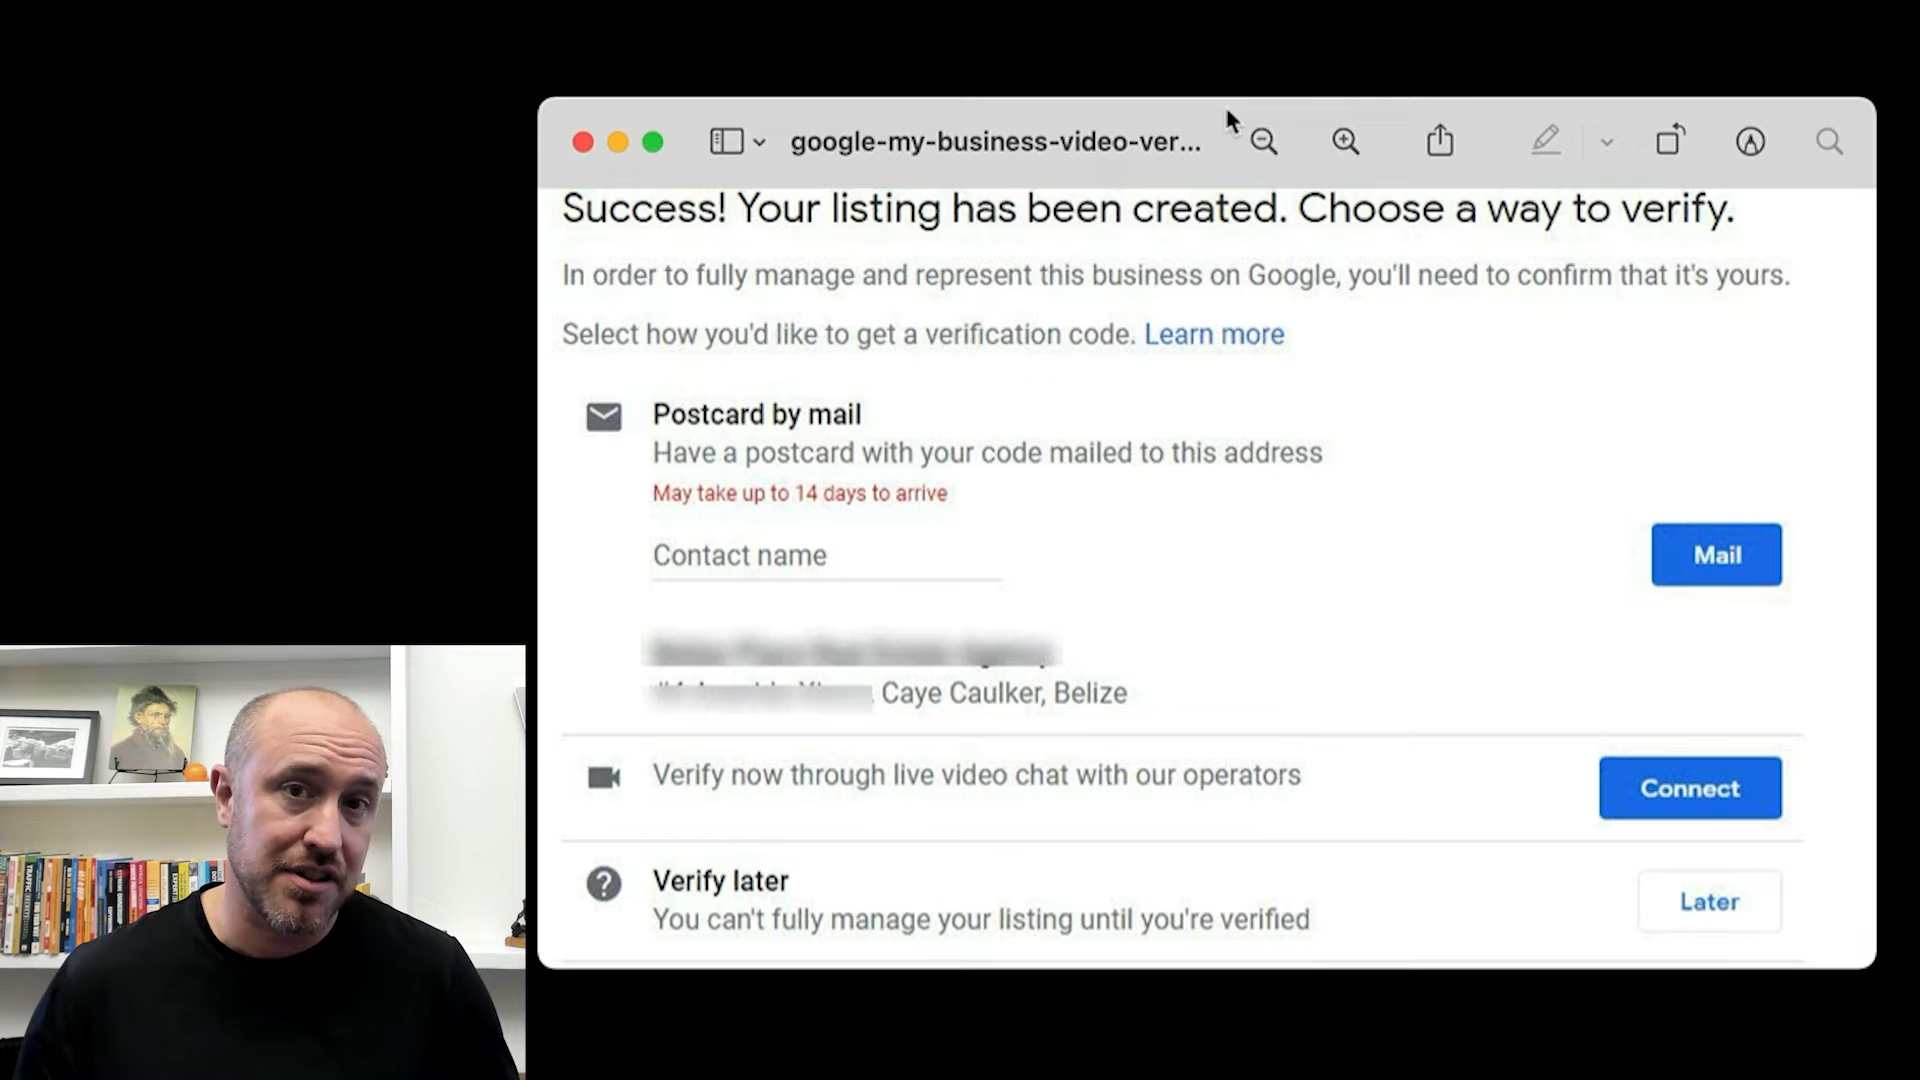 google-my-business-video-ver...
Success! Your listing has been created. Choose a way to verify.
In order to fully manage and represent this business on Google, you'll need to confirm that it's yours.
Select how you'd like to get a verification code. Learn more
Postcard by mail
Have a postcard with your code mailed to this address
May take up to 14 days to arrive
Contact name
Mail
Caye Caulker, Belize
Verify now through live video chat with our operators
Connect
Verify later
You can't fully manage your listing until you're verified
Later